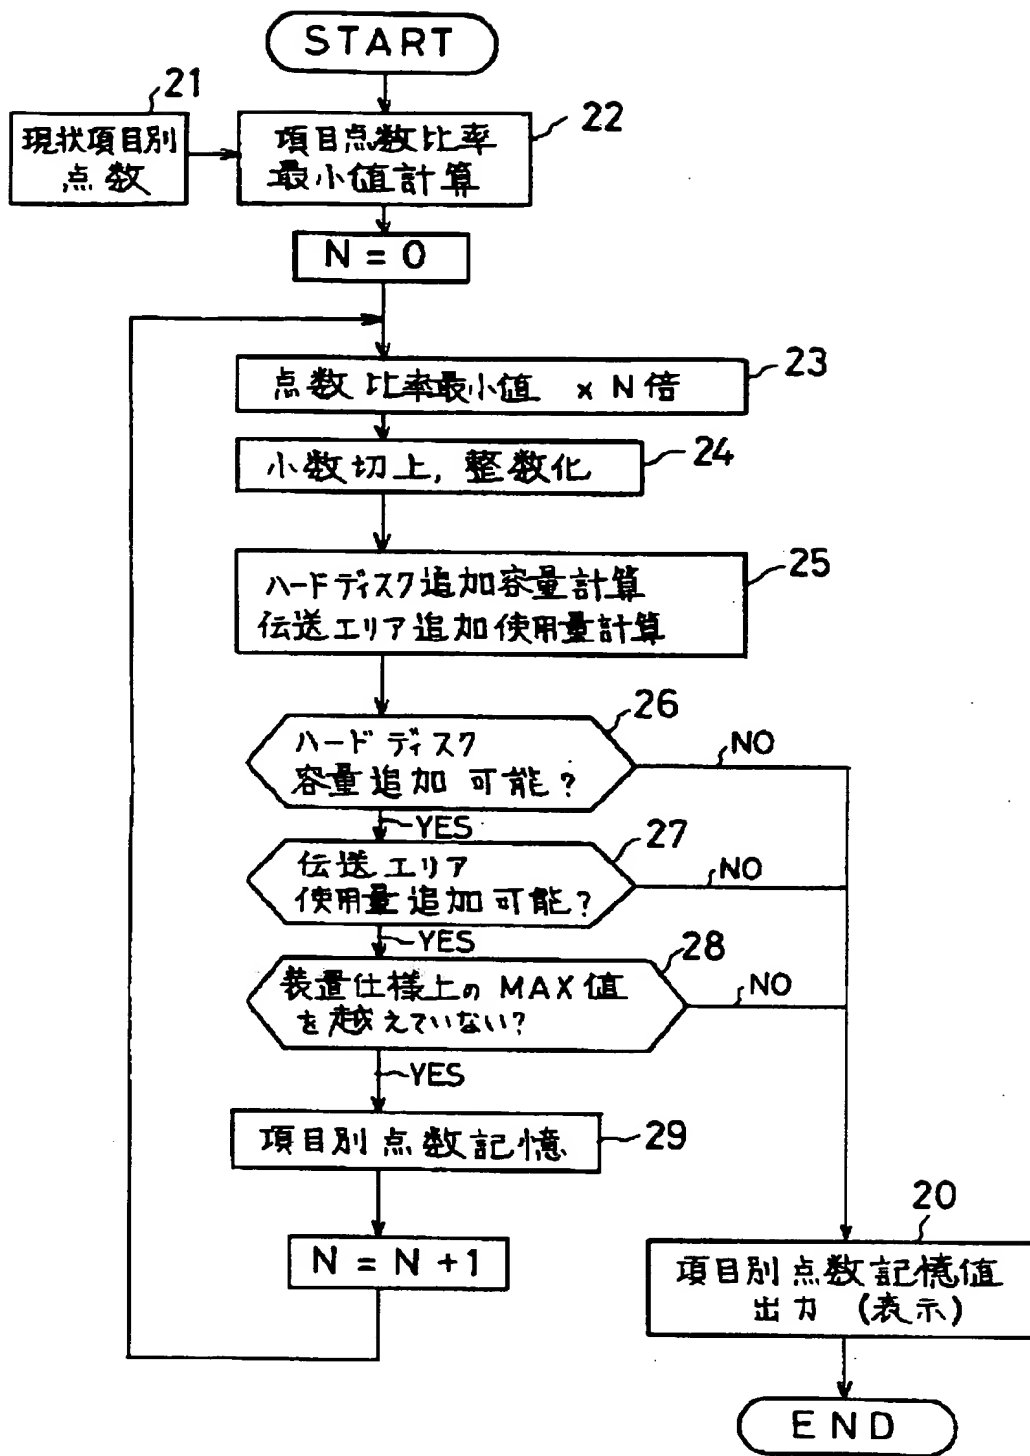 START
21
現状項目別
点数
22
項目点数比率
最小値計算
N = 0
23
点数比率最小値 × N倍
24
小数切上, 整数化
25
ハードディスク追加容量計算
伝送エリア追加使用量計算
26
ハードディスク
容量追加可能?
NO
YES
27
伝送エリア
使用量追加可能?
NO
YES
28
装置仕様上のMAX値
を越えていない?
NO
YES
項目別点数記憶
29
N = N + 1
20
項目別点数記憶値
出力 (表示)
END